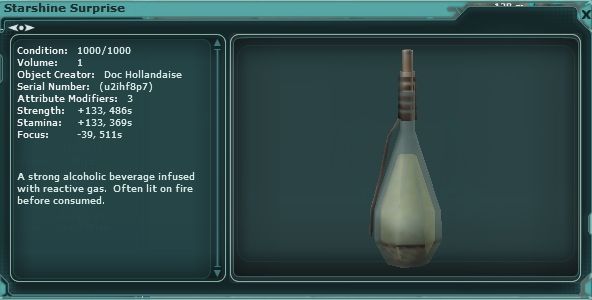 Starshine Surprise
Condition: 1000/1000
Volume: 1
Object Creator: Doc Hollandaise
Serial Number: (u2ihf8p7)
Attribute Modifiers: 3
Strength: +133, 486s
Stamina: +133, 369s
Focus: -39, 511s
A strong alcoholic beverage infused
with reactive gas. Often lit on fire
before consumed.